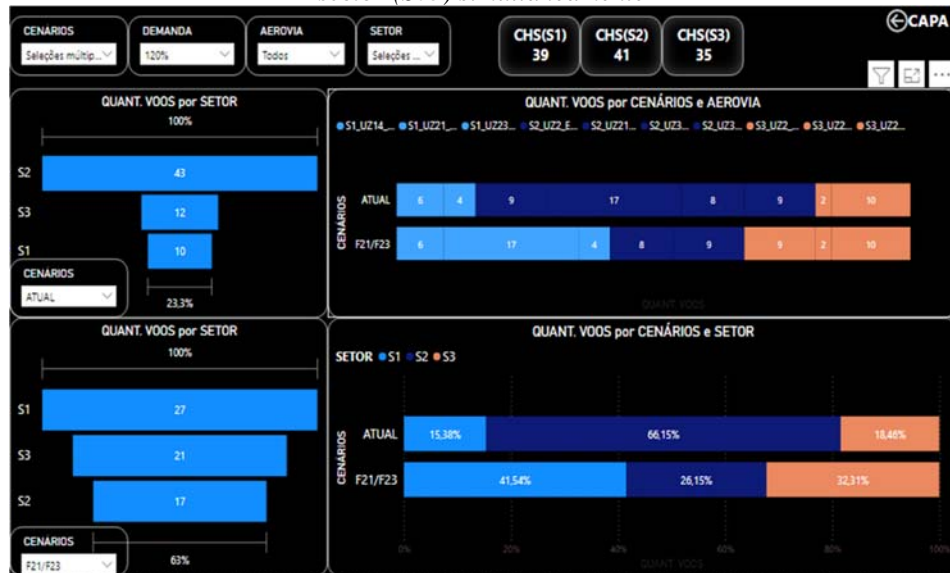 CENÁRIOS DEMANDA AEROVIA SETOR
Seleções múltip... 120% Todos Seleções ...
CHS(S1) CHS(S2) CHS(S3)
39 41 35
CAPA
QUANT. VOOS por SETOR
100%
S2 43
S3 12
S1 10
23,3%
CENÁRIOS
ATUAL
QUANT. VOOS por CENÁRIOS e AEROVIA
S1_UZ14_... S1_UZ21_... S1_UZ23... S2_UZ2_E... S2_UZ21... S2_UZ3... S2_UZ3... S3_UZ2_... S3_UZ2... S3_UZ2...
CENÁRIOS
ATUAL 6 4 9 17 8 9 2 10
F21/F23 6 17 4 8 9 9 2 10
QUANT. VOOS
QUANT. VOOS por SETOR
100%
S1 27
S3 21
S2 17
63%
CENÁRIOS
F21/F23
QUANT. VOOS por CENÁRIOS e SETOR
SETOR S1 S2 S3
CENÁRIOS
ATUAL 15,38% 66,15% 18,46%
F21/F23 41,54% 26,15% 32,31%
0% 20% 40% 60% 80% 100%
QUANT. VOOS